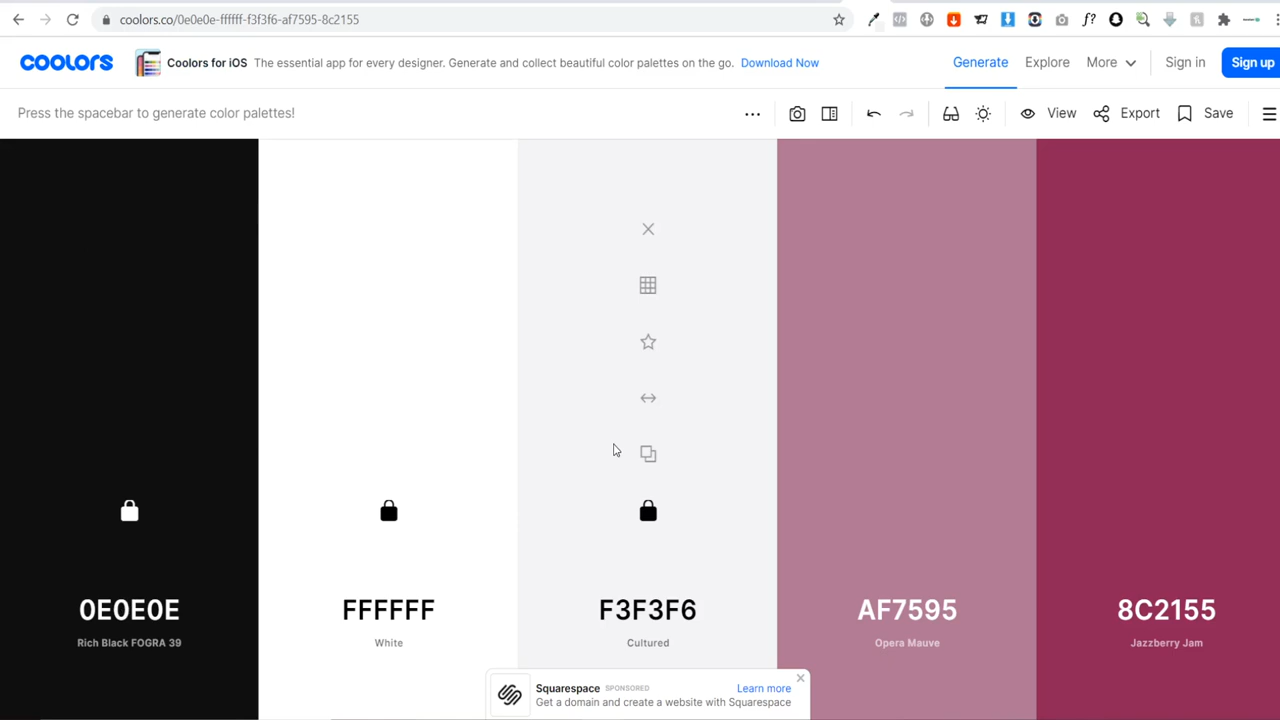 coolors.co/0e0e0e-ffffff-f3f3f6-af7595-8c2155
f?
coolors
Coolors for iOS The essential app for every designer. Generate and collect beautiful color palettes on the go. Download Now
Generate Explore More Sign in Sign up
Press the spacebar to generate color palettes!
View Export Save
0E0E0E FFFFFF F3F3F6 AF7595 8C2155
Rich Black FOGRA 39 White Cultured Opera Mauve Jazzberry Jam
Squarespace SPONSORED Learn more
Get a domain and create a website with Squarespace